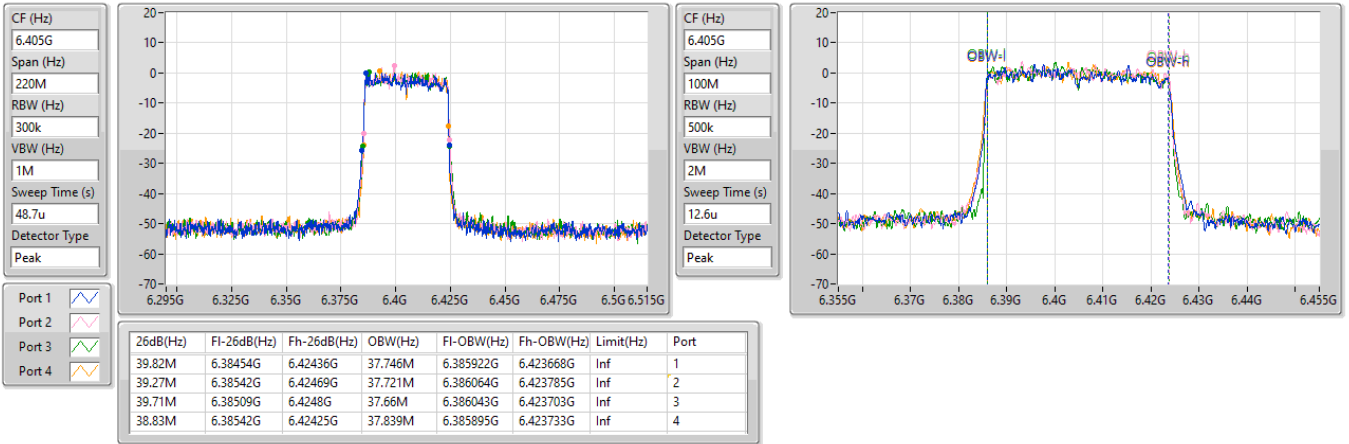 CF (Hz)
6.405G
Span (Hz)
220M
RBW (Hz)
300k
VBW (Hz)
1M
Sweep Time (s)
48.7u
Detector Type
Peak
20-
10-
0-
-10-
-20-
-30-
-40-
-50-
-60-
-70-
6.295G 6.325G 6.35G 6.375G 6.4G 6.425G 6.45G 6.475G 6.5G 6.515G
CF (Hz)
6.405G
Span (Hz)
100M
RBW (Hz)
500k
VBW (Hz)
2M
Sweep Time (s)
12.6u
Detector Type
Peak
20-
10-
0-
-10-
-20-
-30-
-40-
-50-
-60-
-70-
OBW-l OBW-h
6.355G 6.37G 6.38G 6.39G 6.4G 6.41G 6.42G 6.43G 6.44G 6.455G
Port 1
Port 2
Port 3
Port 4
26dB(Hz) Fl-26dB(Hz) Fh-26dB(Hz) OBW(Hz) Fl-OBW(Hz) Fh-OBW(Hz) Limit(Hz) Port
39.82M 6.38454G 6.42436G 37.746M 6.385922G 6.423668G Inf 1
39.27M 6.38542G 6.42469G 37.721M 6.386064G 6.423785G Inf 2
39.71M 6.38509G 6.4248G 37.66M 6.386043G 6.423703G Inf 3
38.83M 6.38542G 6.42425G 37.839M 6.385895G 6.423733G Inf 4